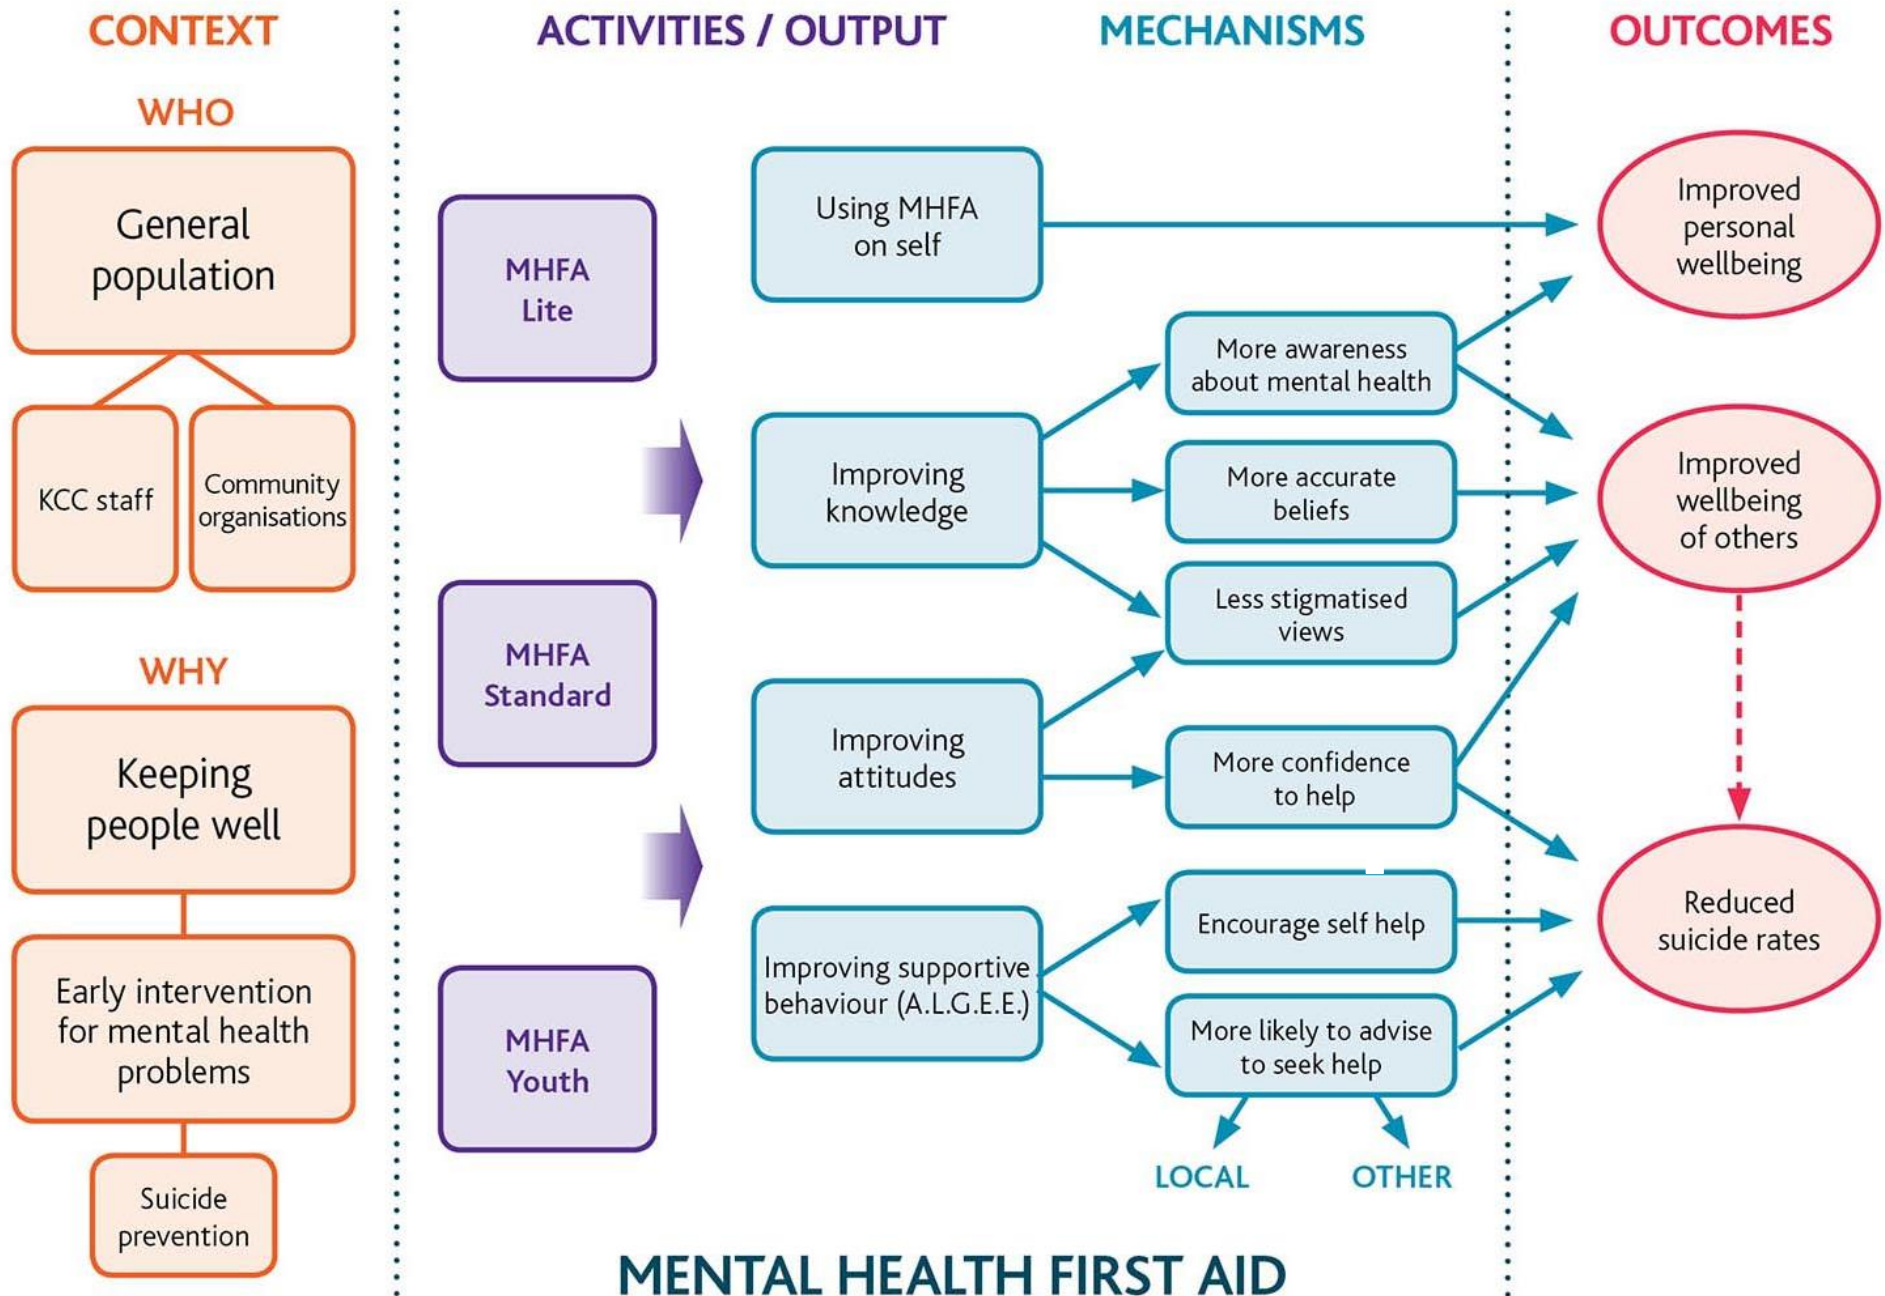 CONTEXT
ACTIVITIES / OUTPUT
MECHANISMS
OUTCOMES
WHO
General
population
KCC staff
Community
organisations
WHY
Keeping
people well
Early intervention
for mental health
problems
Suicide
prevention
MHFA
Lite
MHFA
Standard
MHFA
Youth
Using MHFA
on self
Improving
knowledge
Improving
attitudes
Improving supportive
behaviour (A.L.G.E.E.)
More awareness
about mental health
More accurate
beliefs
Less stigmatised
views
More confidence
to help
Encourage self help
More likely to advise
to seek help
LOCAL
OTHER
Improved
personal
wellbeing
Improved
wellbeing
of others
Reduced
suicide rates
MENTAL HEALTH FIRST AID